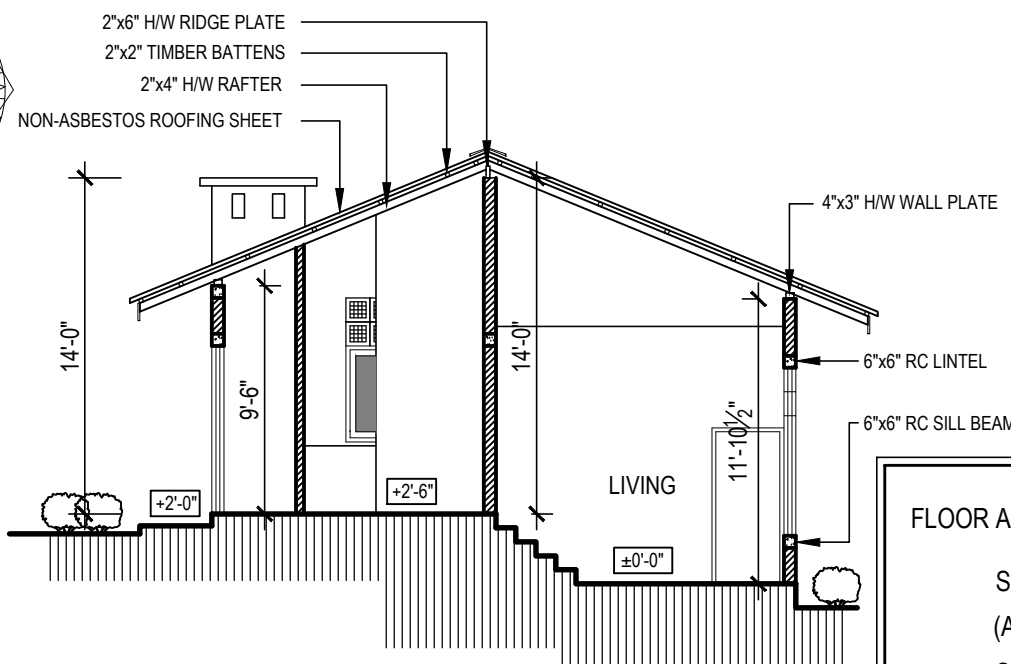 2"x6" H/W RIDGE PLATE
2"x2" TIMBER BATTENS
2"x4" H/W RAFTER
NON-ASBESTOS ROOFING SHEET
4"x3" H/W WALL PLATE
14'-0"
9'-6"
14'-0"
11'-10½"
6"x6" RC LINTEL
6"x6" RC SILL BEAM
LIVING
+2'-0"
+2'-6"
±0'-0"
FLOOR A
S
(A